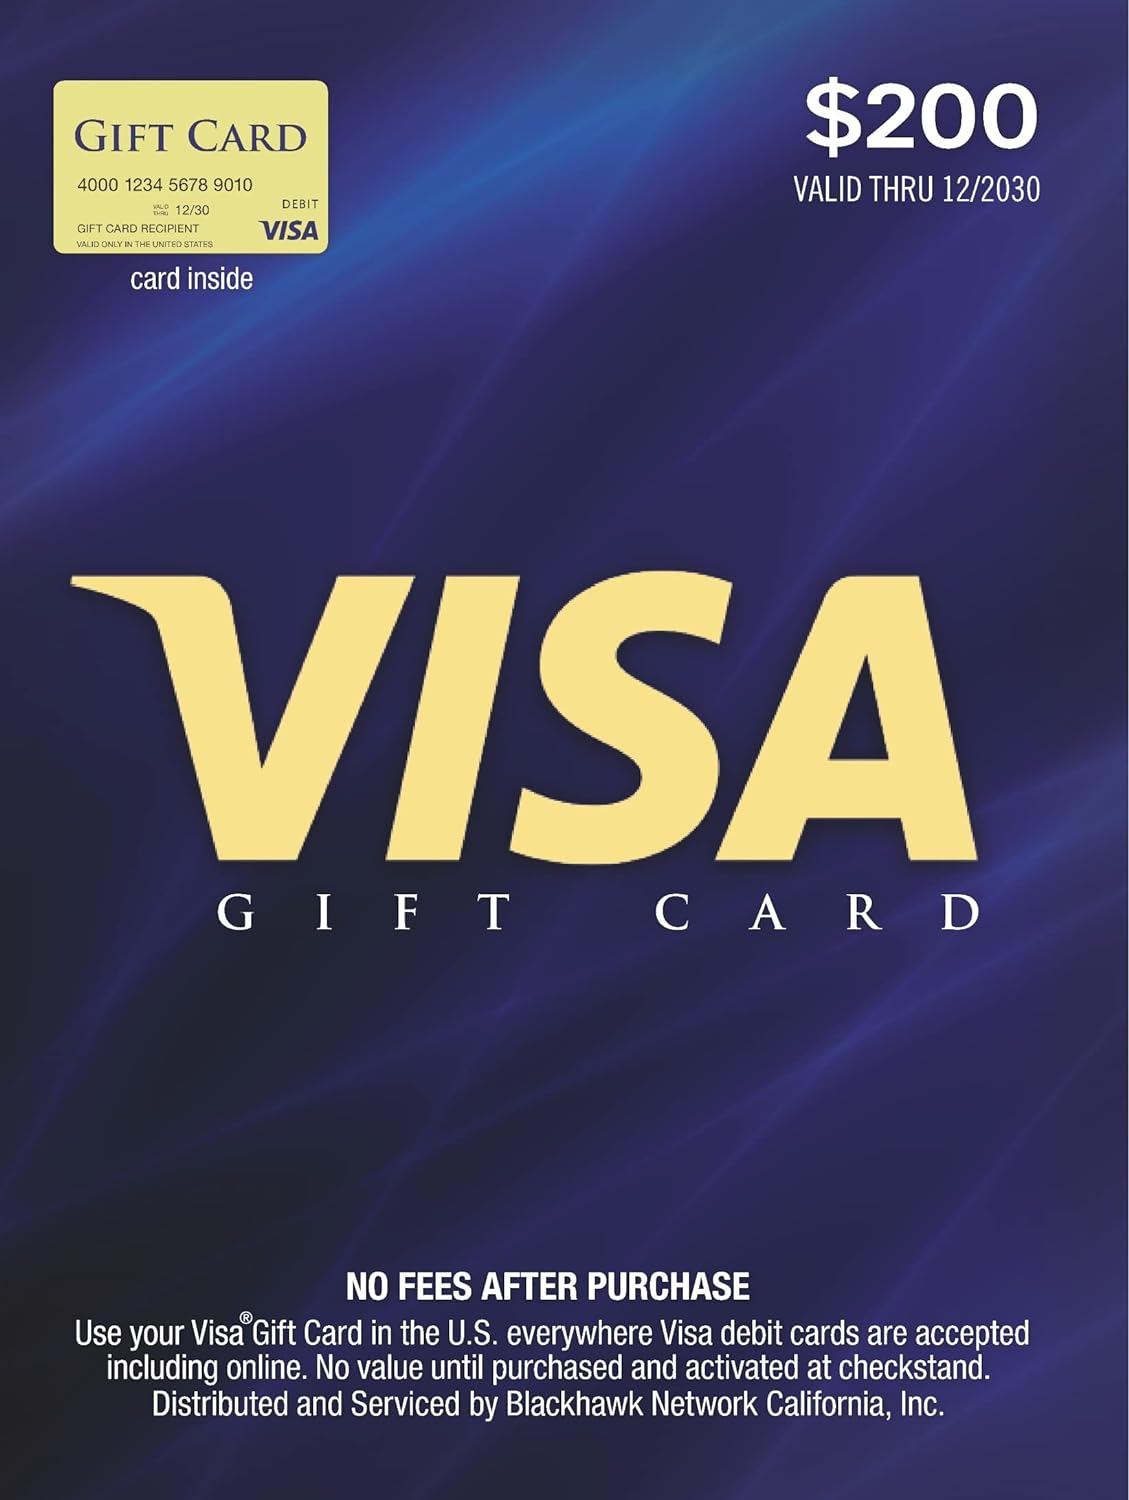 GIFT CARD
4000 1234 5678 9010
VALID THRU 12/30
DEBIT
GIFT CARD RECIPIENT
VISA
VALID ONLY IN THE UNITED STATES
card inside
$200
VALID THRU 12/2030
VISA
GIFT CARD
NO FEES AFTER PURCHASE
Use your Visa® Gift Card in the U.S. everywhere Visa debit cards are accepted
including online. No value until purchased and activated at checkstand.
Distributed and Serviced by Blackhawk Network California, Inc.